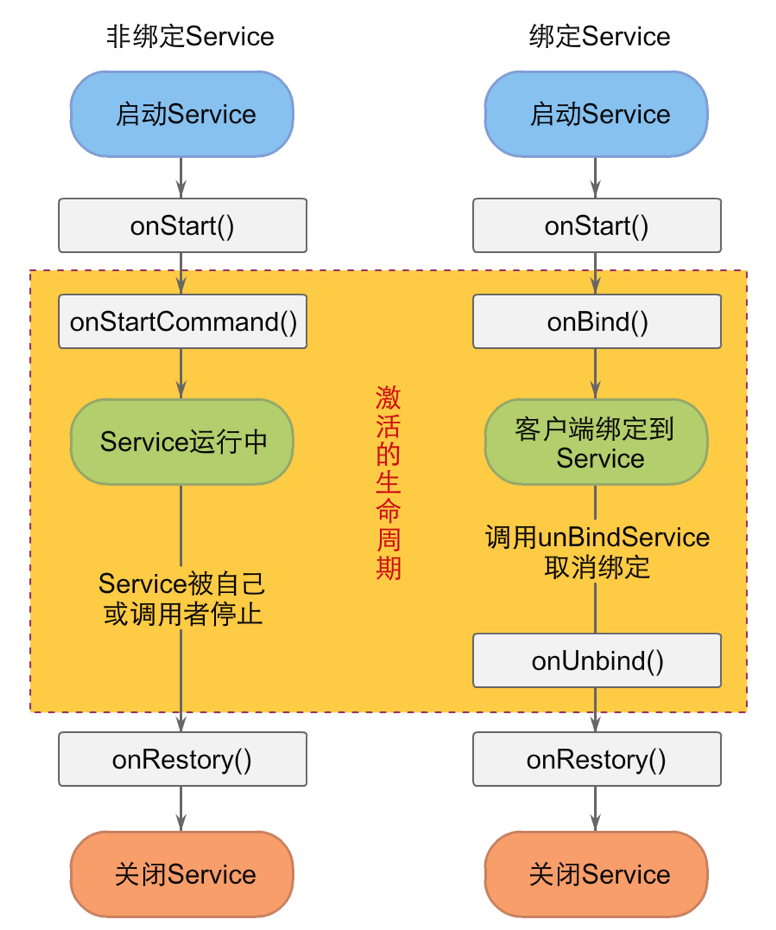 非绑定Service
启动Service
onStart()
onStartCommand()
Service运行中
Service被自己
或调用者停止
onRestory()
关闭Service
激
活
的
生
命
周
期
绑定Service
启动Service
onStart()
onBind()
客户端绑定到
Service
调用unBindService
取消绑定
onUnbind()
onRestory()
关闭Service